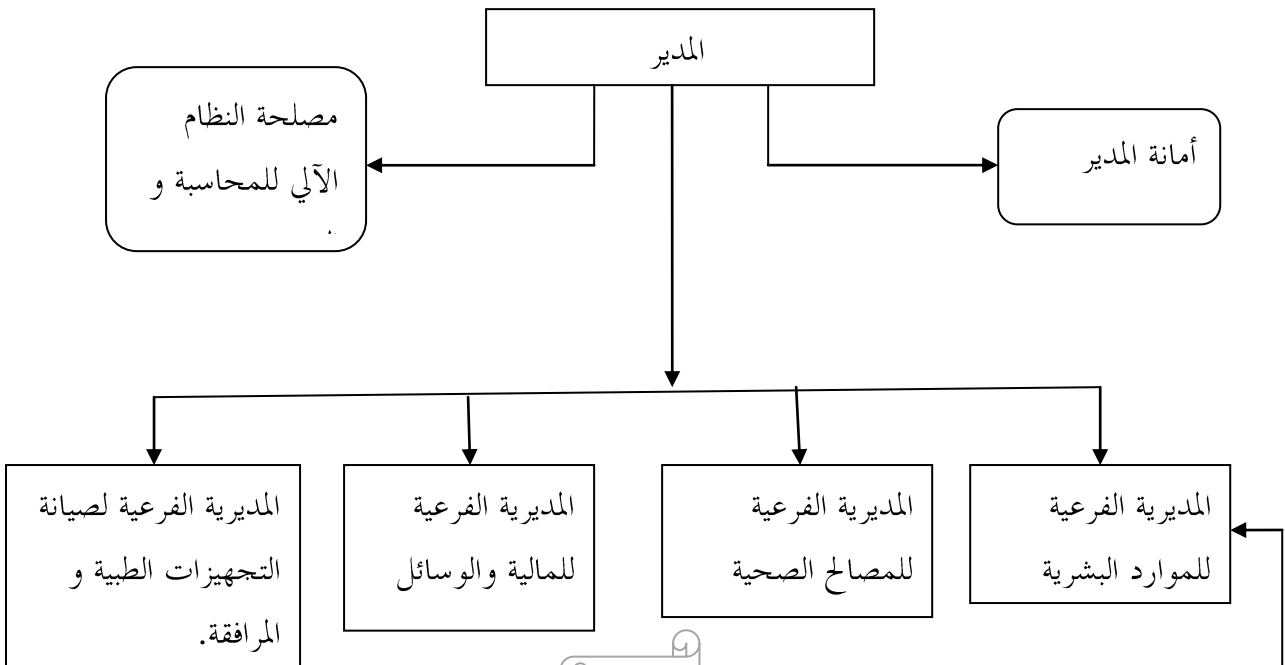 المدير
أمانة المدير
مصلحة النظام
الآلي للمحاسبة و
المديرية الفرعية
للموارد البشرية
المديرية الفرعية
للمصالح الصحية
المديرية الفرعية
للمالية والوسائل
المديرية الفرعية لصيانة
التجهيزات الطبية و
المرافقة.